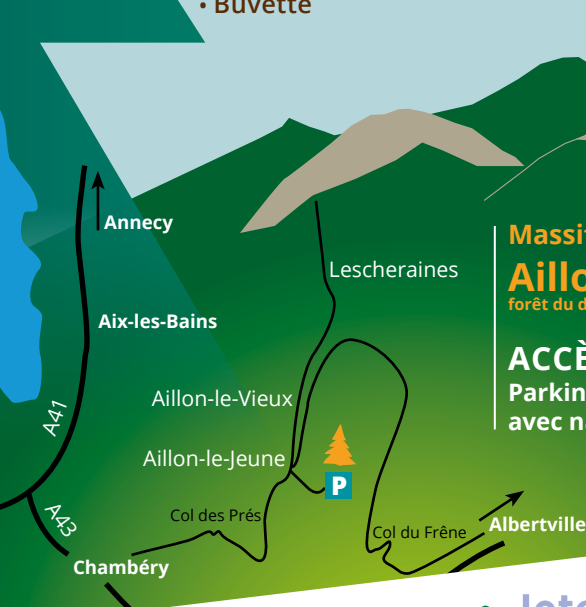 • Buvette
Annecy
Lescheraines
Massi
Aillo
forêt du d
Aix-les-Bains
ACCÈ
Parkin
avec na
Aillon-le-Vieux
A41
Aillon-le-Jeune
P
A43
Col des Prés
Col du Frêne
Albertville
Chambéry